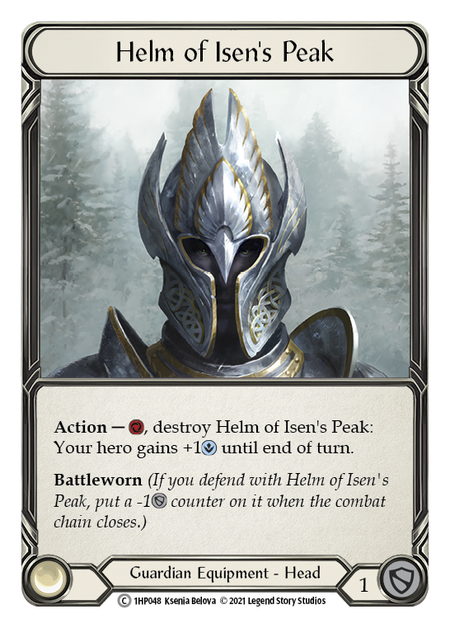 Helm of Isen's Peak
Action — , destroy Helm of Isen's Peak:
Your hero gains +1 until end of turn.
Battleworn (If you defend with Helm of Isen's
Peak, put a -1 counter on it when the combat
chain closes.)
Guardian Equipment - Head
1
C 1HP048 Ksenia Belova © 2021 Legend Story Studios